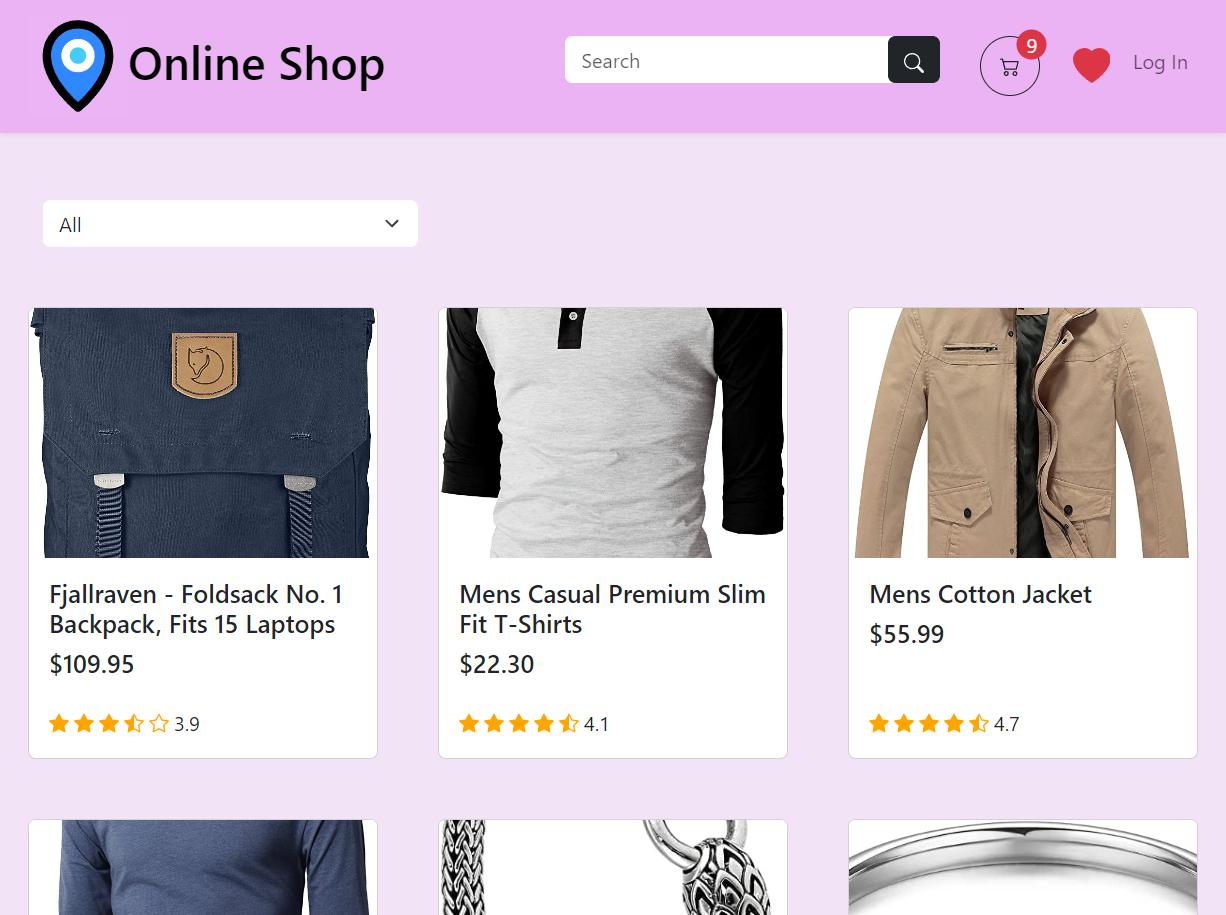 Online Shop
Search
9
Log In
All
Fjallraven - Foldsack No. 1
Backpack, Fits 15 Laptops
$109.95
3.9
Mens Casual Premium Slim
Fit T-Shirts
$22.30
4.1
Mens Cotton Jacket
$55.99
4.7